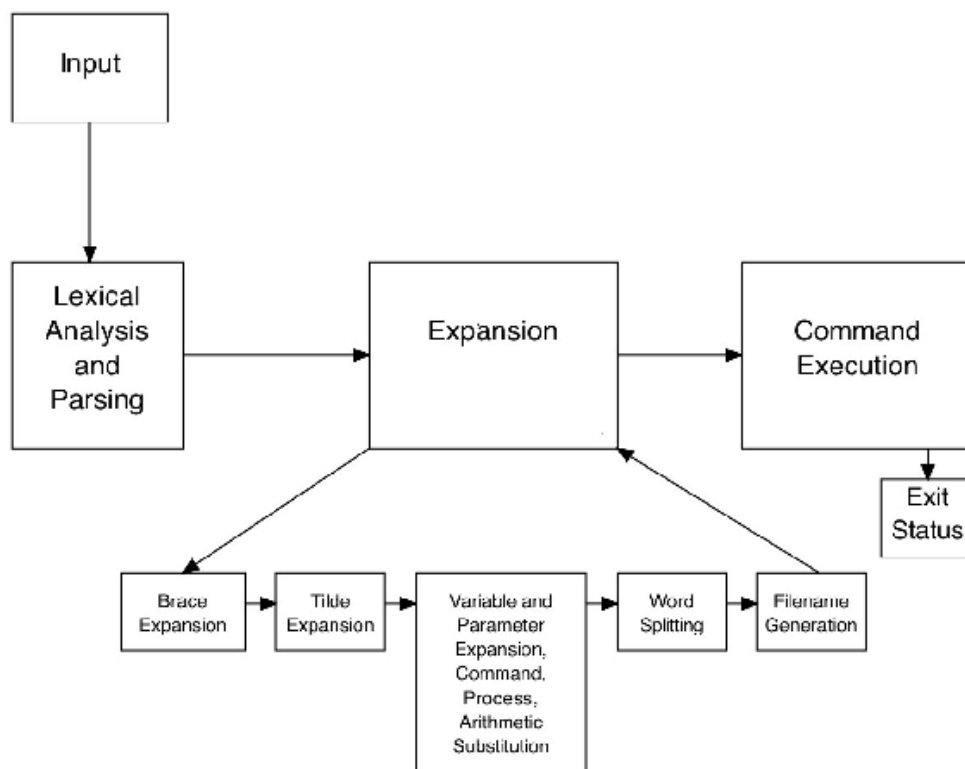 Input
Lexical
Analysis
and
Parsing
Expansion
Command
Execution
Exit
Status
Brace
Expansion
Tilde
Expansion
Variable and
Parameter
Expansion,
Command,
Process,
Arithmetic
Substitution
Word
Splitting
Filename
Generation